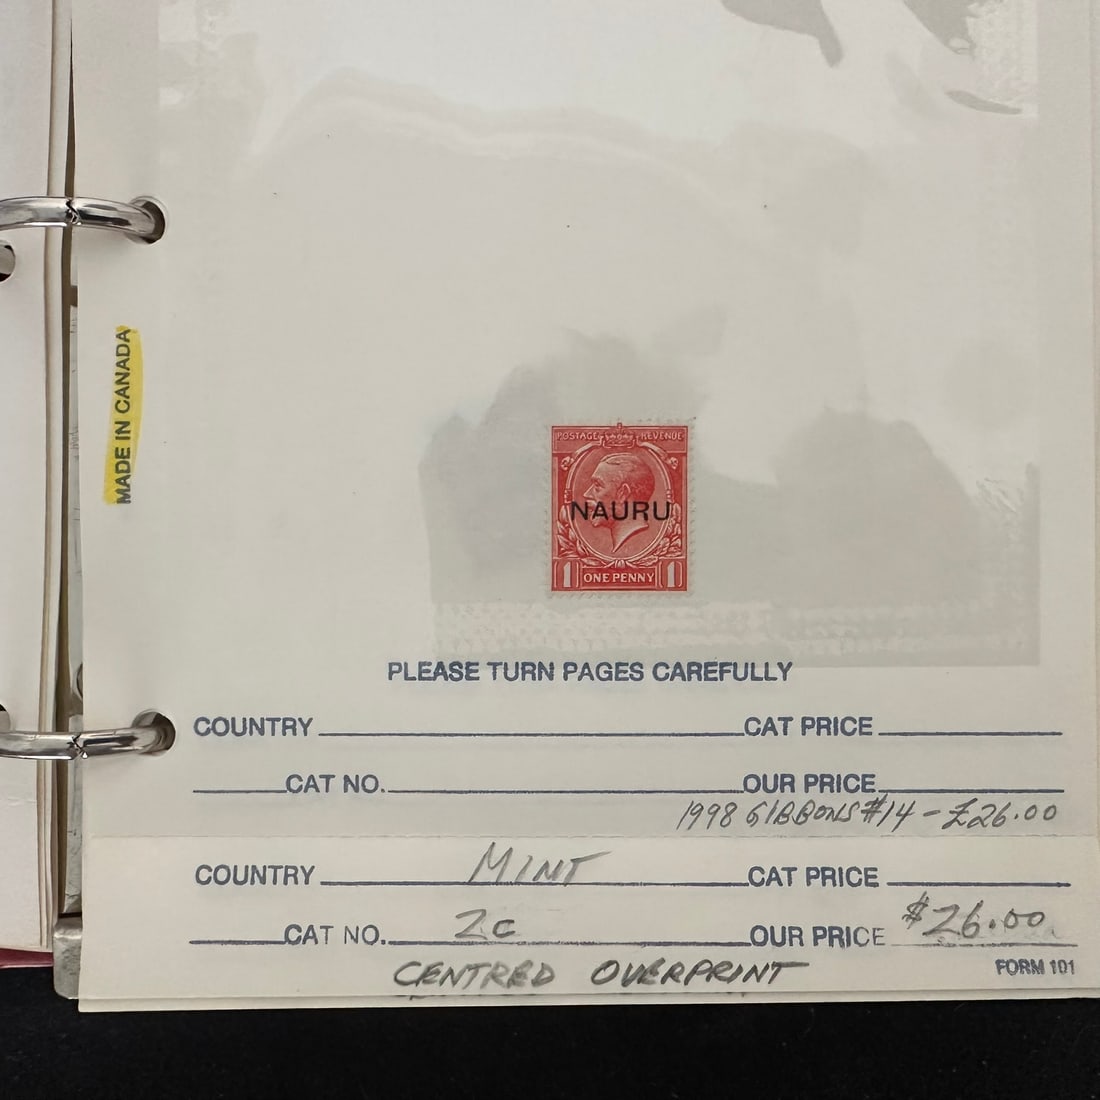 MADE IN CANADA
POSTAGE REVENUE
NAURU
1 ONE PENNY 1
PLEASE TURN PAGES CAREFULLY
COUNTRY CAT PRICE
CAT NO. OUR PRICE
1998 GIBBONS #14 - £26.00
COUNTRY MINT CAT PRICE
CAT NO. 2c OUR PRICE $26.00
CENTRED OVERPRINT
FORM 101